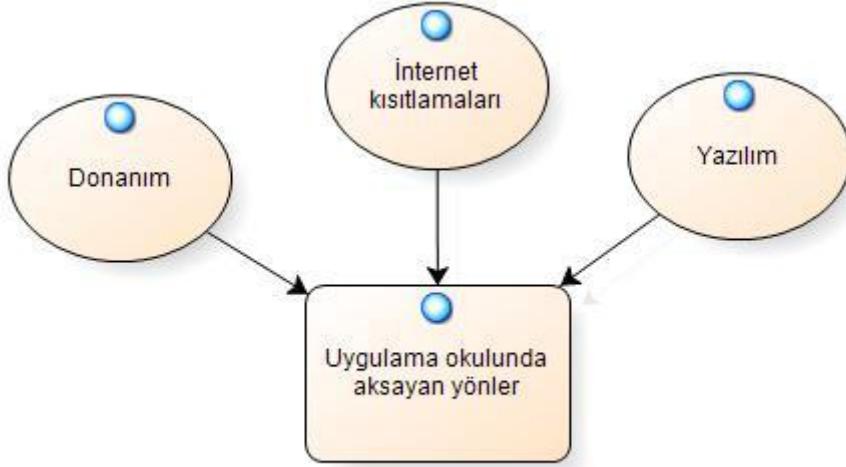 İnternet
kısıtlamaları
Donanım
Yazılım
Uygulama okulunda
aksayan yönler